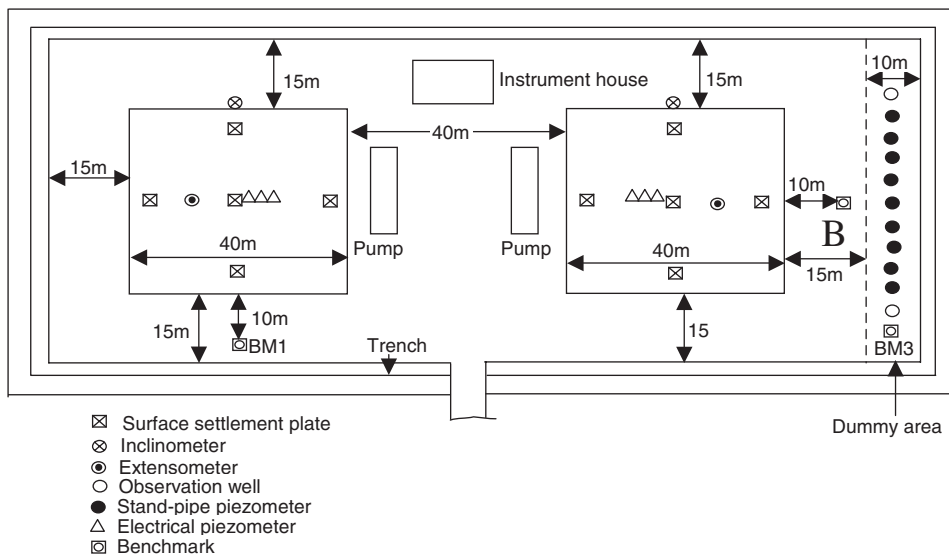 10m
15m
Instrument house
15m
40m
15m
10m
Pump
Pump
B
40m
40m
15m
10m
15m
BM1
15
Trench
BM3
Dummy area
Surface settlement plate
Inclinometer
Extensometer
Observation well
Stand-pipe piezometer
Electrical piezometer
Benchmark